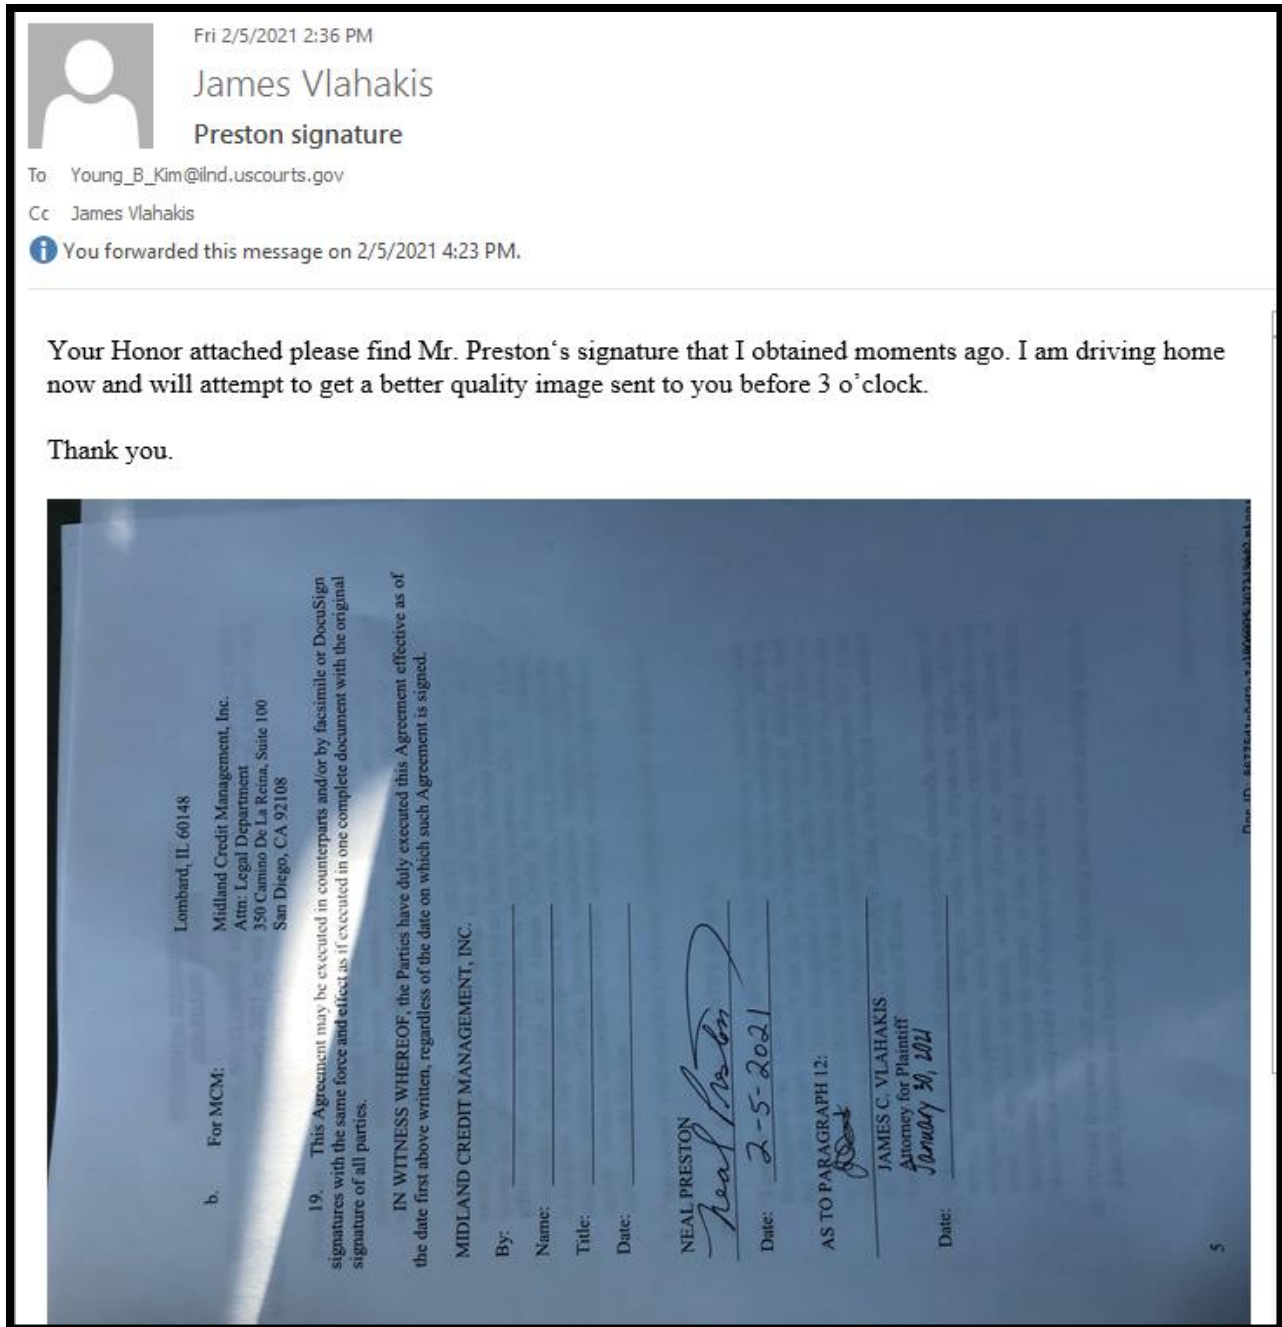 Fri 2/5/2021 2:36 PM
James Vlahakis
Preston signature
To Young_B_Kim@ilnd.uscourts.gov
Cc James Vlahakis
i You forwarded this message on 2/5/2021 4:23 PM.
Your Honor attached please find Mr. Preston‘s signature that I obtained moments ago. I am driving home
now and will attempt to get a better quality image sent to you before 3 o’clock.
Thank you.
Lombard, IL 60148
b. For MCM:
Midland Credit Management, Inc.
Attn: Legal Department
350 Camino De La Reina, Suite 100
San Diego, CA 92108
19. This Agreement may be executed in counterparts and/or by facsimile or DocuSign
signatures with the same force and effect as if executed in one complete document with the original
signature of all parties.
IN WITNESS WHEREOF, the Parties have duly executed this Agreement effective as of
the date first above written, regardless of the date on which such Agreement is signed.
MIDLAND CREDIT MANAGEMENT, INC.
By:
Name:
Title:
Date:
NEAL PRESTON
Neal Preston
Date: 2-5-2021
AS TO PARAGRAPH 12:
JAMES C. VLAHAKIS
Attorney for Plaintiff
Date: January 30, 2021
5
Doc ID: